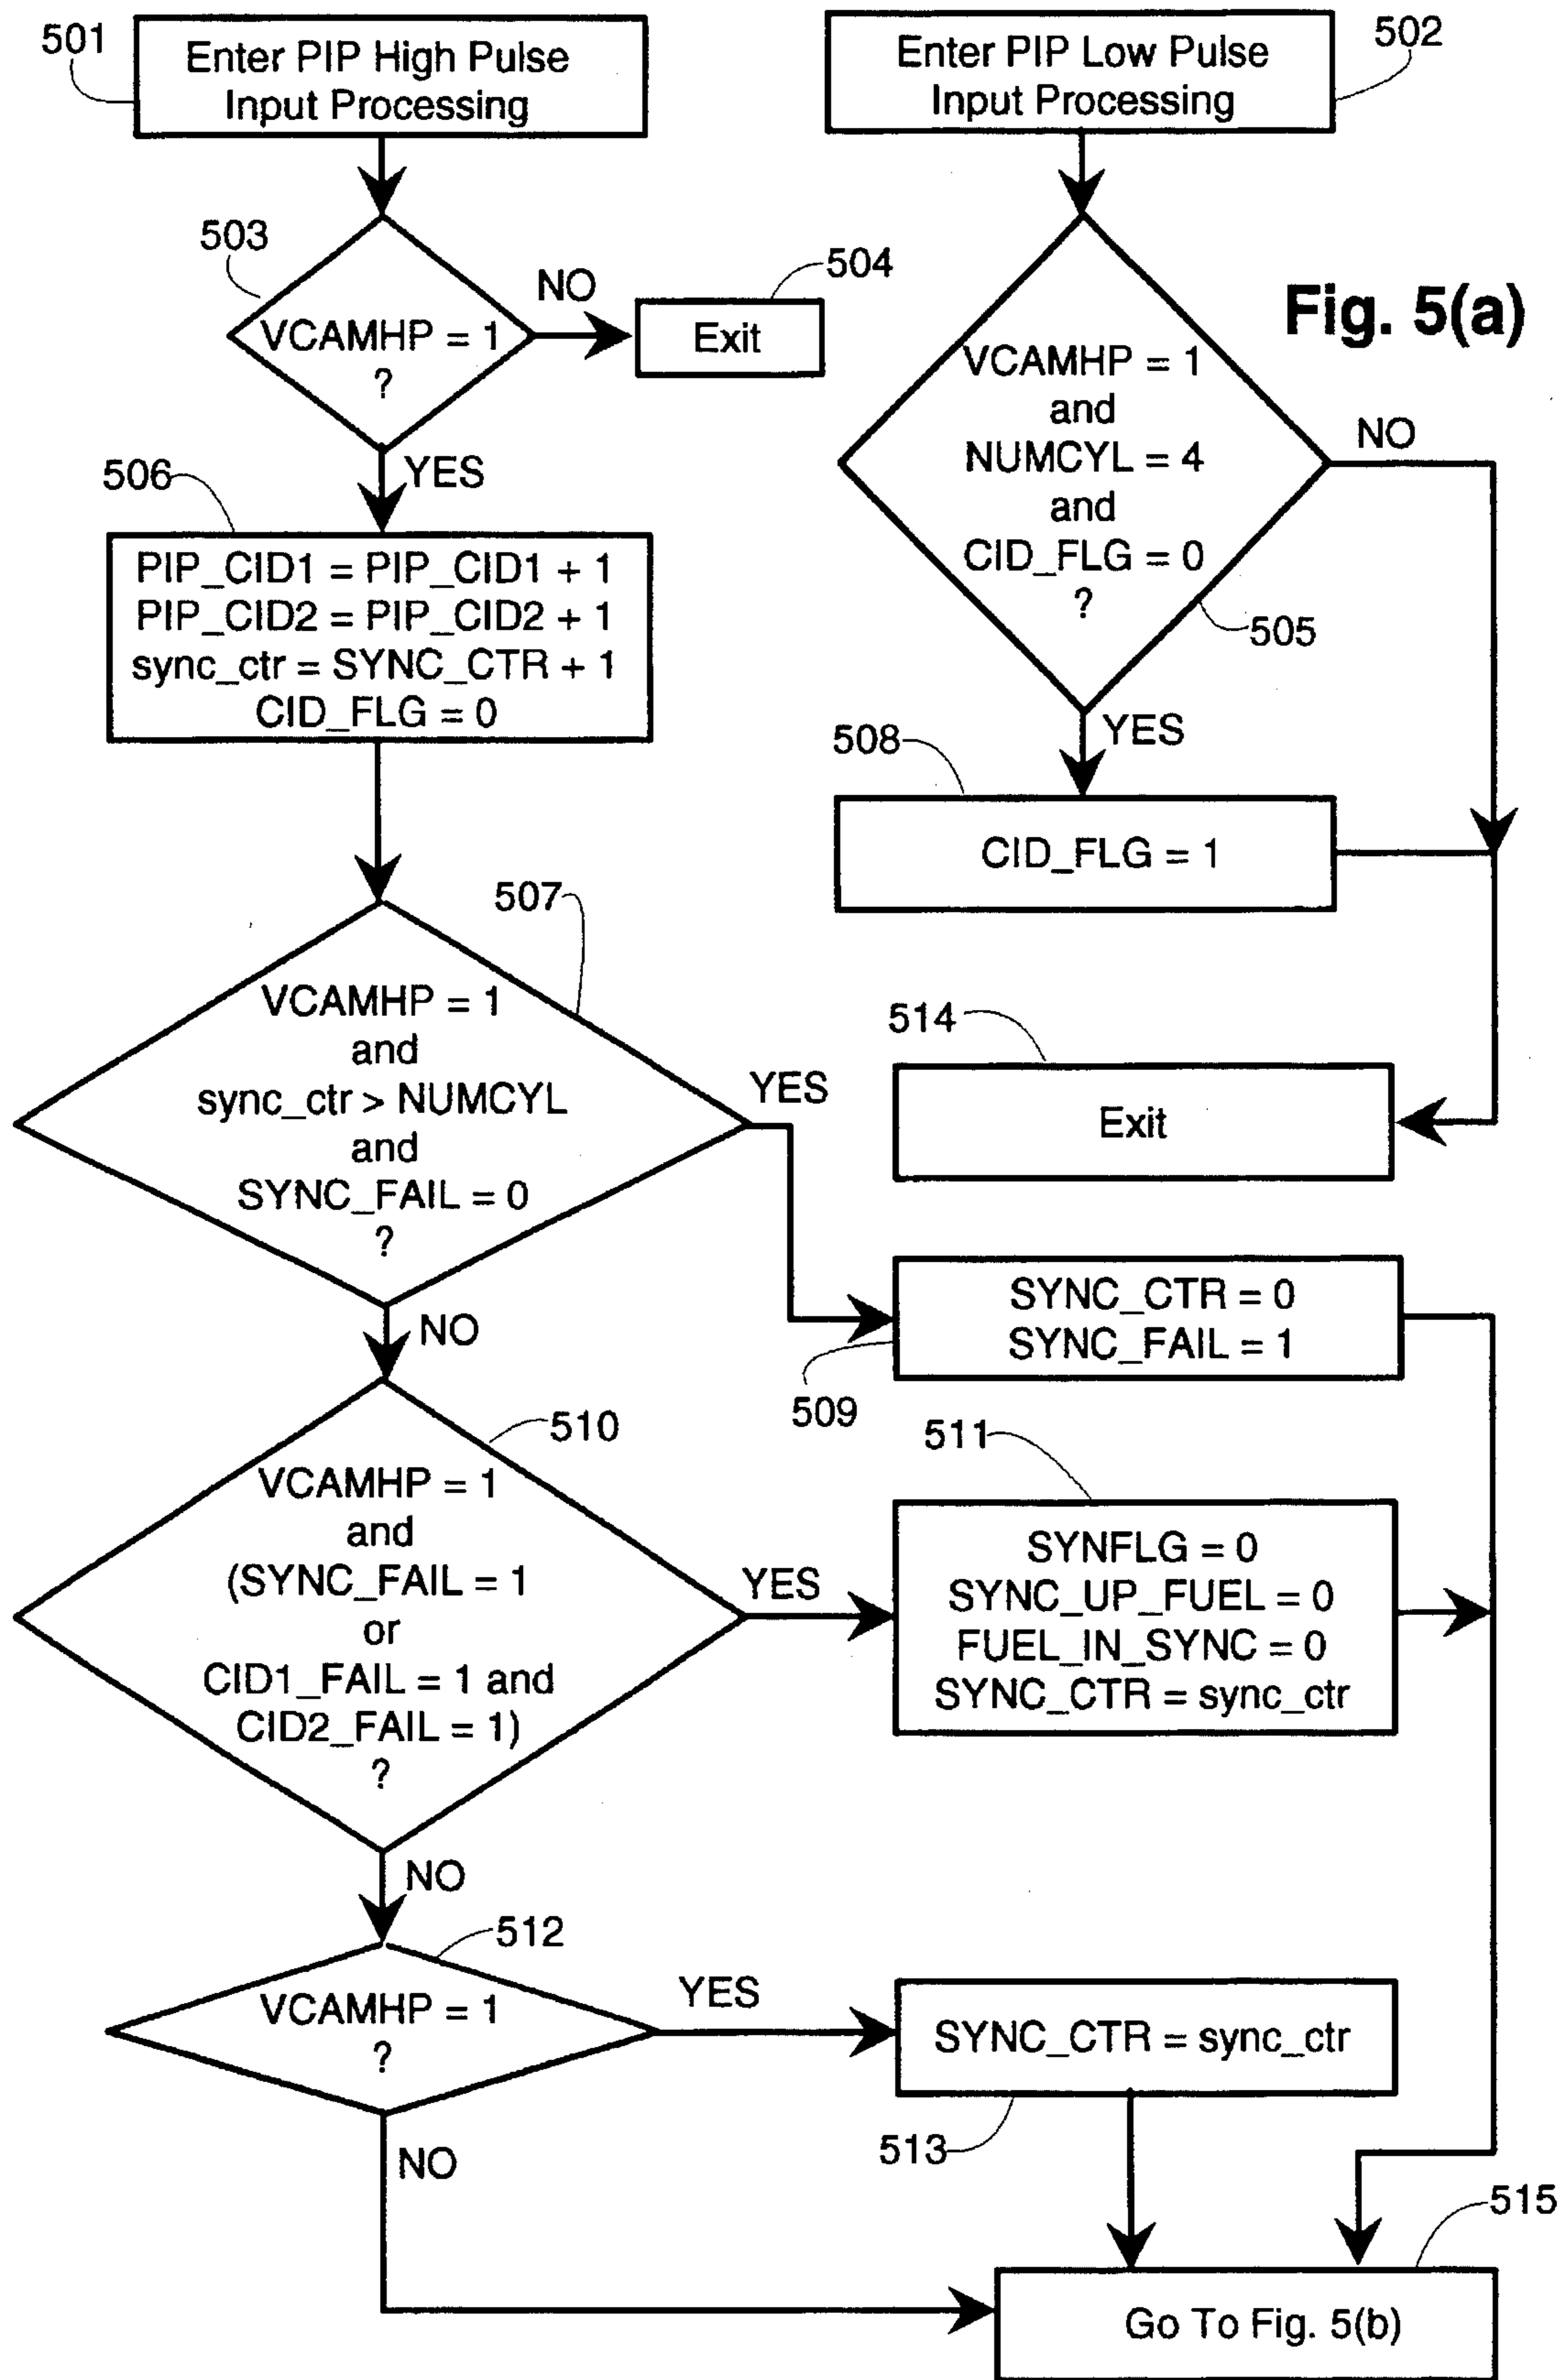 501
Enter PIP High Pulse
Input Processing
Enter PIP Low Pulse
Input Processing
502
503
VCAMHP = 1
?
NO
504
Exit
Fig. 5(a)
VCAMHP = 1
and
NUMCYL = 4
and
CID_FLG = 0
?
NO
505
YES
506
PIP_CID1 = PIP_CID1 + 1
PIP_CID2 = PIP_CID2 + 1
sync_ctr = SYNC_CTR + 1
CID_FLG = 0
YES
508
CID_FLG = 1
507
VCAMHP = 1
and
sync_ctr > NUMCYL
and
SYNC_FAIL = 0
?
YES
514
Exit
NO
SYNC_CTR = 0
SYNC_FAIL = 1
509
510
VCAMHP = 1
and
(SYNC_FAIL = 1
or
CID1_FAIL = 1 and
CID2_FAIL = 1)
?
YES
511
SYNFLG = 0
SYNC_UP_FUEL = 0
FUEL_IN_SYNC = 0
SYNC_CTR = sync_ctr
NO
512
VCAMHP = 1
?
YES
SYNC_CTR = sync_ctr
513
NO
515
Go To Fig. 5(b)